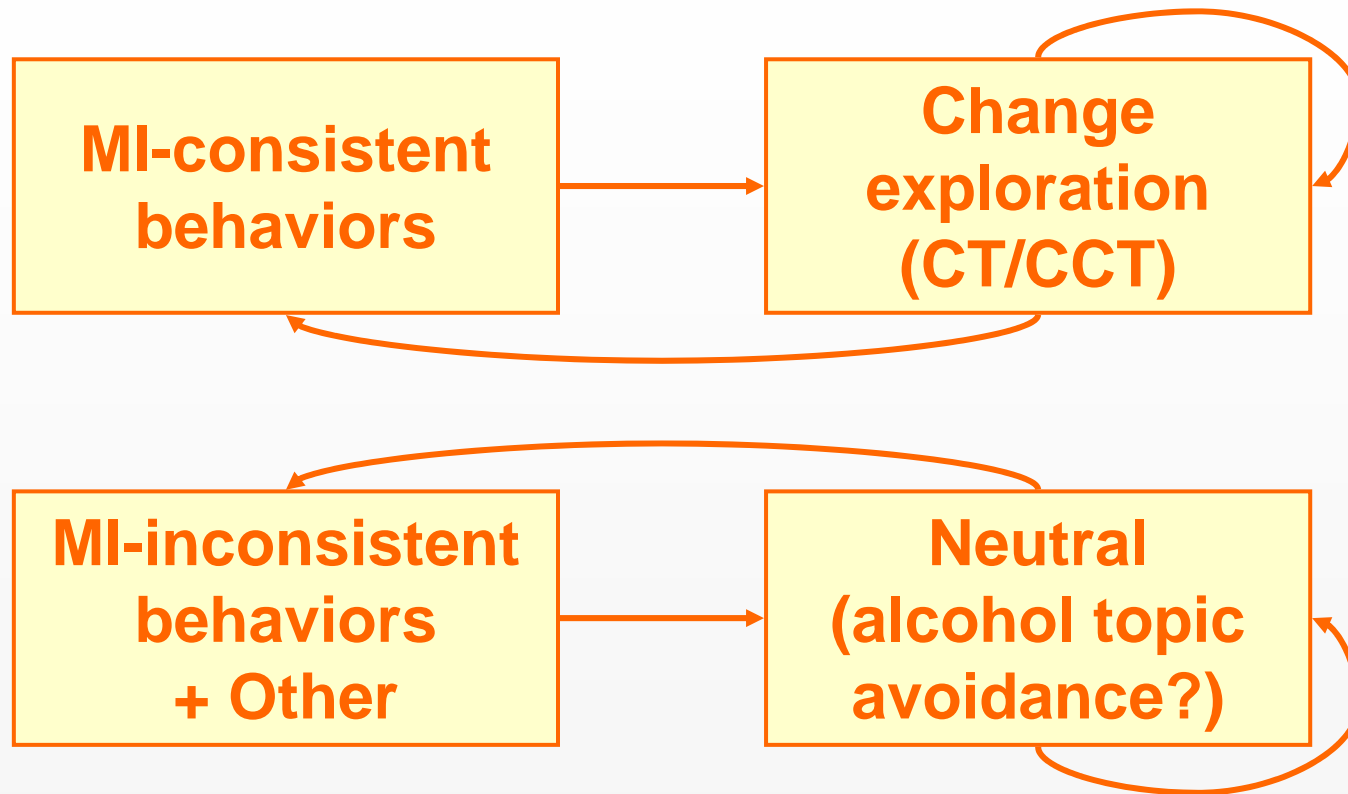 MI-consistent
behaviors
Change
exploration
(CT/CCT)
MI-inconsistent
behaviors
+ Other
Neutral
(alcohol topic
avoidance?)